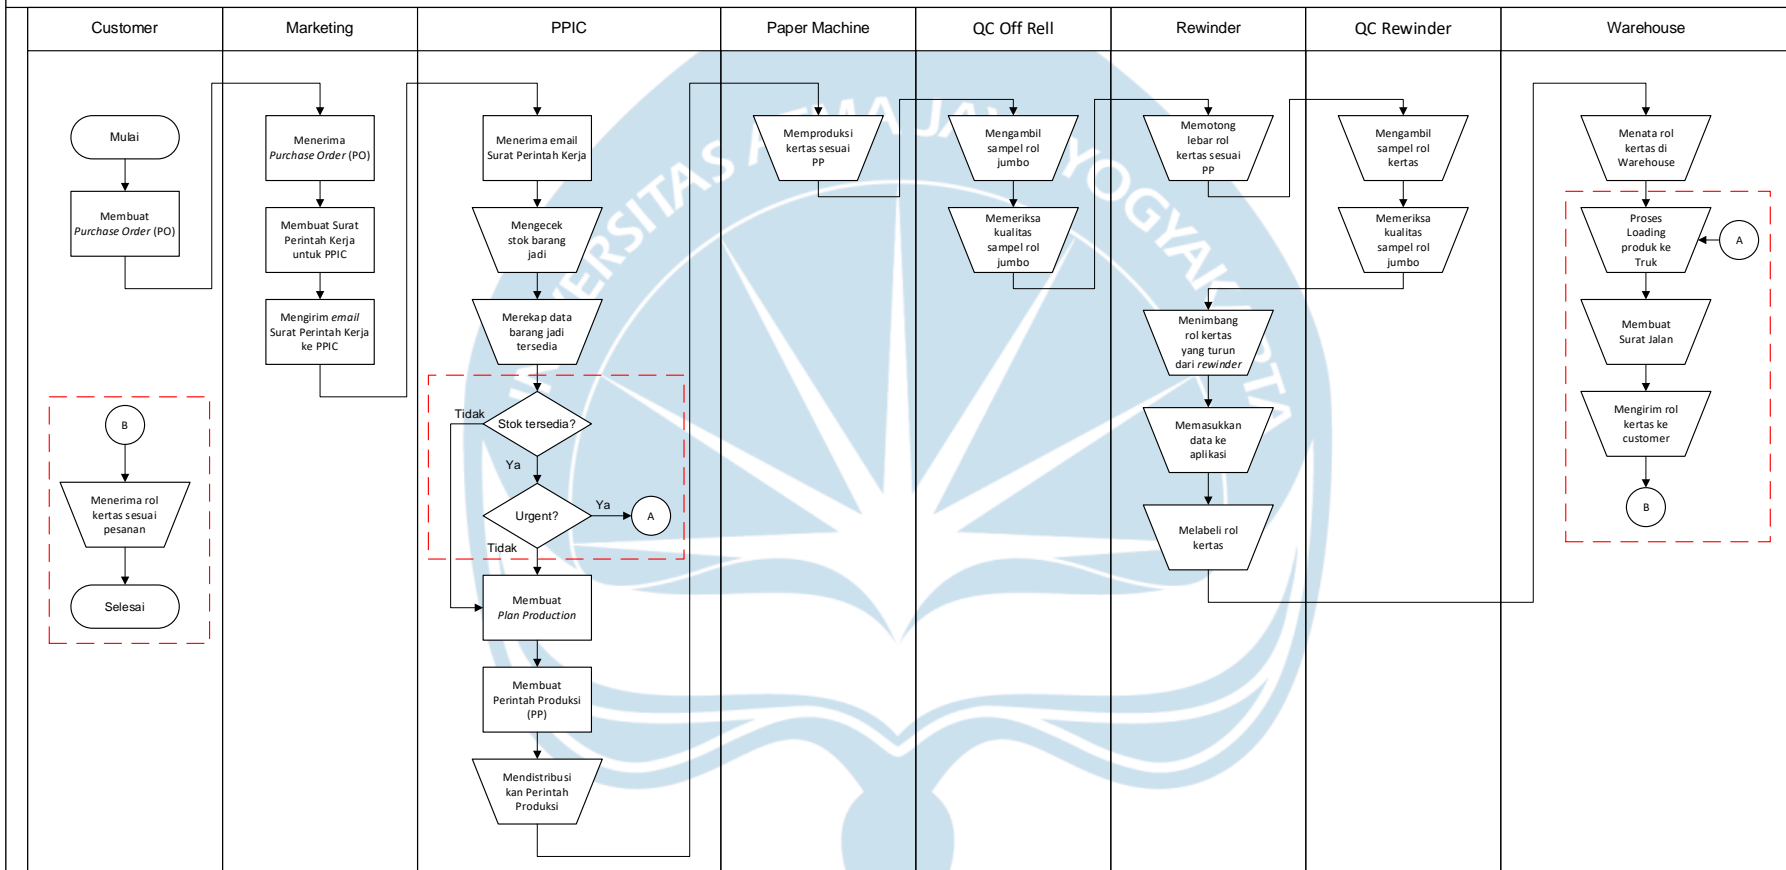 Customer
Marketing
PPIC
Paper Machine
QC Off Rell
Rewinder
QC Rewinder
Warehouse
Mulai
Membuat
Purchase Order (PO)
B
Menerima rol
kertas sesuai
pesanan
Selesai
Menerima
Purchase Order (PO)
Membuat Surat
Perintah Kerja
untuk PPIC
Mengirim email
Surat Perintah Kerja
ke PPIC
Menerima email
Surat Perintah Kerja
Mengecek
stok barang
jadi
Merekap data
barang jadi
tersedia
Tidak
Stok tersedia?
Ya
Urgent?
Ya
A
Tidak
Membuat
Plan Production
Membuat
Perintah Produksi
(PP)
Mendistribusi
kan Perintah
Produksi
Memproduksi
kertas sesuai
PP
Mengambil
sampel rol
jumbo
Memeriksa
kualitas
sampel rol
jumbo
Memotong
lebar rol
kertas sesuai
PP
Menimbang
rol kertas
yang turun
dari rewinder
Memasukkan
data ke
aplikasi
Melabeli rol
kertas
Mengambil
sampel rol
kertas
Memeriksa
kualitas
sampel rol
jumbo
Menata rol
kertas di
Warehouse
Proses
Loading
produk ke
Truk
A
Membuat
Surat Jalan
Mengirim rol
kertas ke
customer
B
UNIVERSITAS ATMA JAYA YOGYAKARTA